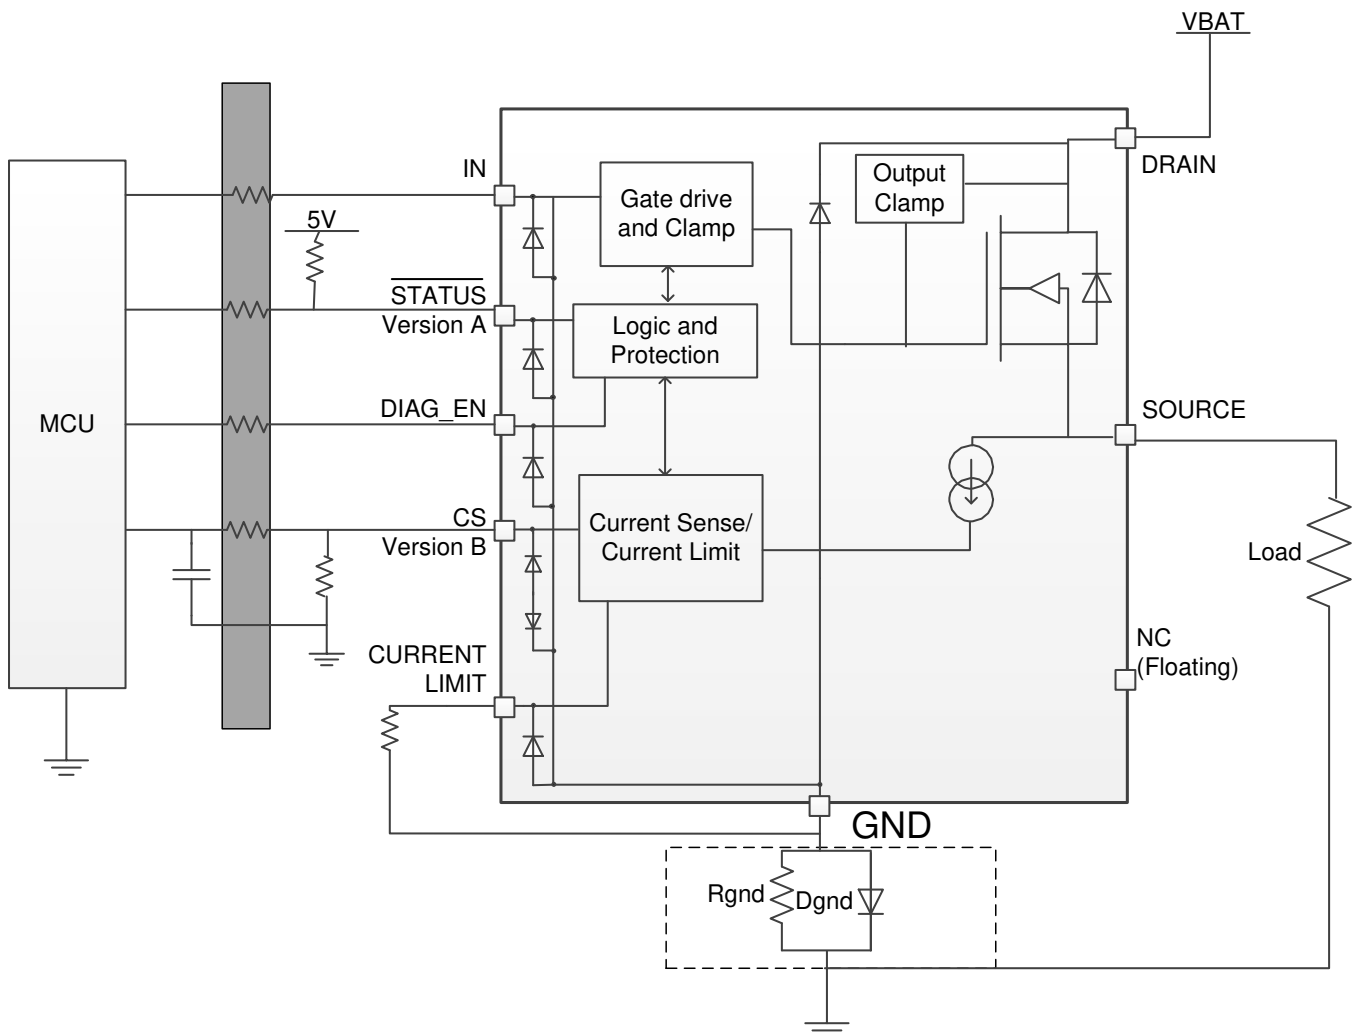 VBAT
DRAIN
IN
Gate drive
and Clamp
Output
Clamp
5V
STATUS
Version A
Logic and
Protection
MCU
DIAG_EN
SOURCE
CS
Version B
Current Sense/
Current Limit
Load
NC
(Floating)
CURRENT
LIMIT
GND
Rgnd
Dgnd